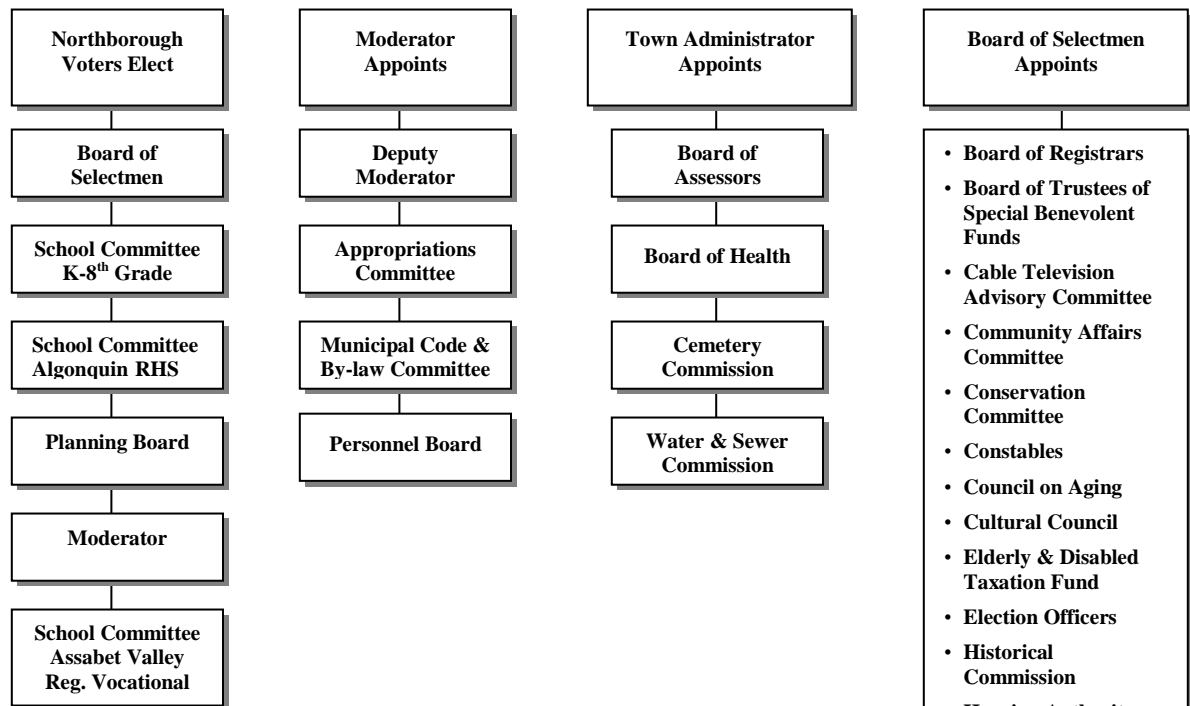 Northborough
Voters Elect
Board of
Selectmen
School Committee
K-8th Grade
School Committee
Algonquin RHS
Planning Board
Moderator
School Committee
Assabet Valley
Reg. Vocational
Moderator
Appoints
Deputy
Moderator
Appropriations
Committee
Municipal Code &
By-law Committee
Personnel Board
Town Administrator
Appoints
Board of
Assessors
Board of Health
Cemetery
Commission
Water & Sewer
Commission
Board of Selectmen
Appoints
• Board of Registrars
• Board of Trustees of
Special Benevolent
Funds
• Cable Television
Advisory Committee
• Community Affairs
Committee
• Conservation
Committee
• Constables
• Council on Aging
• Cultural Council
• Elderly & Disabled
Taxation Fund
• Election Officers
• Historical
Commission